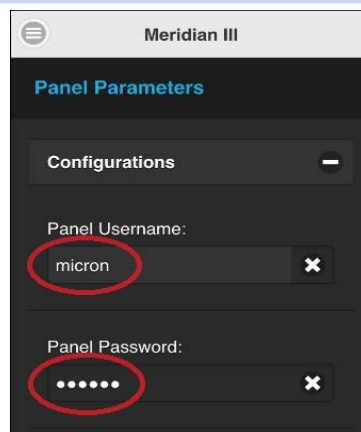 Meridian III
Panel Parameters
Configurations
Panel Username:
micron
Panel Password:
••••••